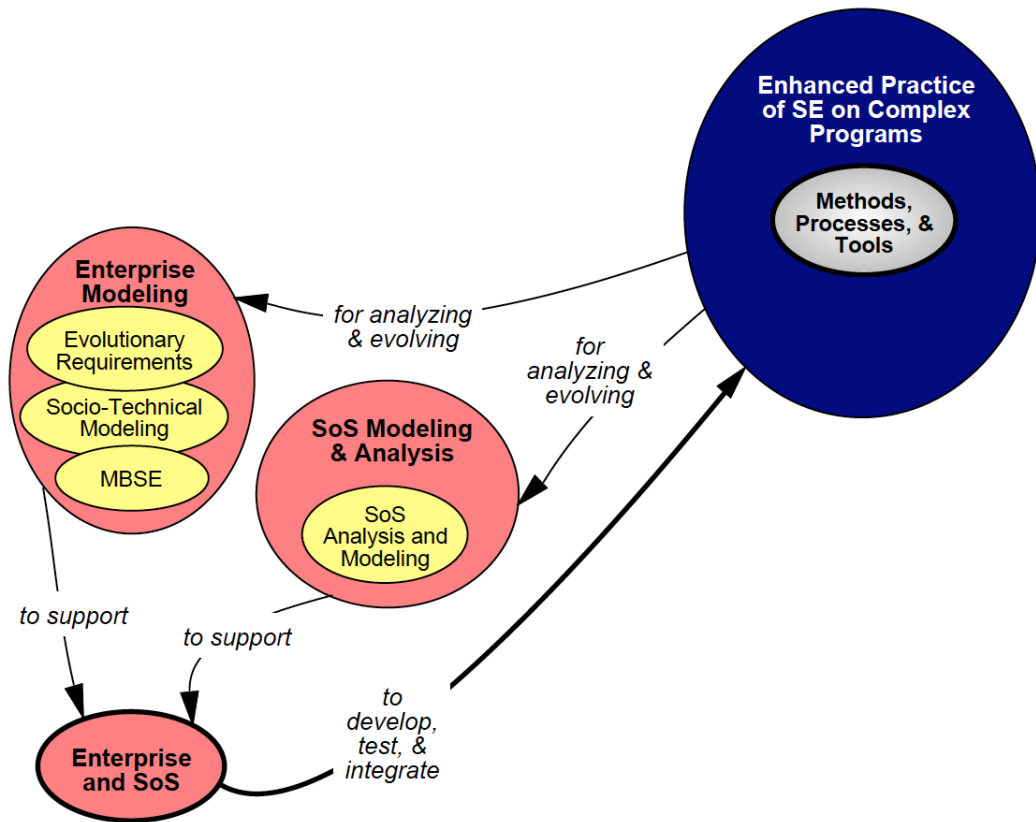 Enhanced Practice
of SE on Complex
Programs
Methods,
Processes, &
Tools
Enterprise
Modeling
Evolutionary
Requirements
Socio-Technical
Modeling
MBSE
for analyzing
& evolving
for
analyzing &
evolving
SoS Modeling
& Analysis
SoS
Analysis and
Modeling
to support
to support
to
develop,
test, &
integrate
Enterprise
and SoS